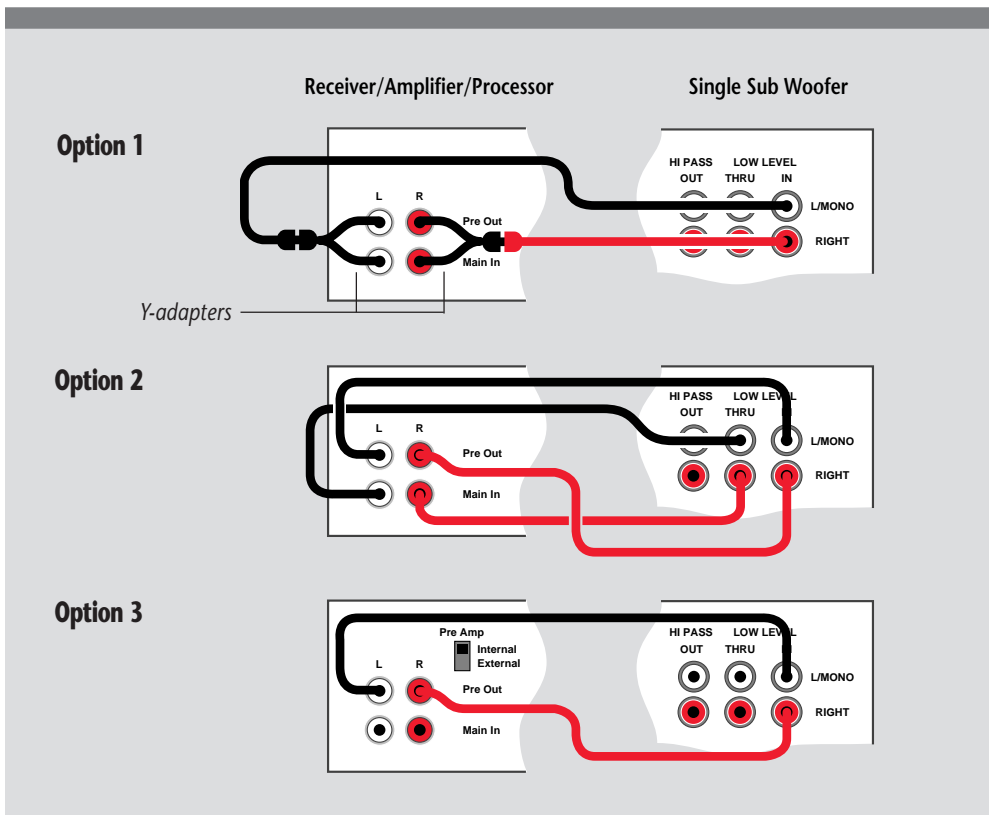 Receiver/Amplifier/Processor Single Sub Woofer
Option 1
HI PASS LOW LEVEL
OUT THRU IN
L R
L/MONO
Pre Out
RIGHT
Main In
Y-adapters
Option 2
HI PASS LOW LEVEL
OUT THRU IN
L R
L/MONO
Pre Out
RIGHT
Main In
Option 3
Pre Amp
Internal
External
HI PASS LOW LEVEL
OUT THRU IN
L R
L/MONO
Pre Out
RIGHT
Main In